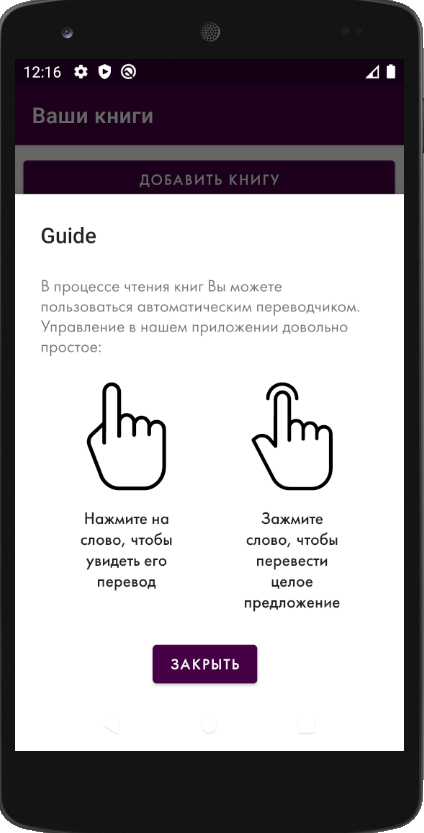 12:16
Ваши книги
ДОБАВИТЬ КНИГУ
Guide
В процессе чтения книг Вы можете
пользоваться автоматическим переводчиком.
Управление в нашем приложении довольно
простое:
Нажмите на
слово, чтобы
увидеть его
перевод
Зажмите
слово, чтобы
перевести
целое
предложение
ЗАКРЫТЬ